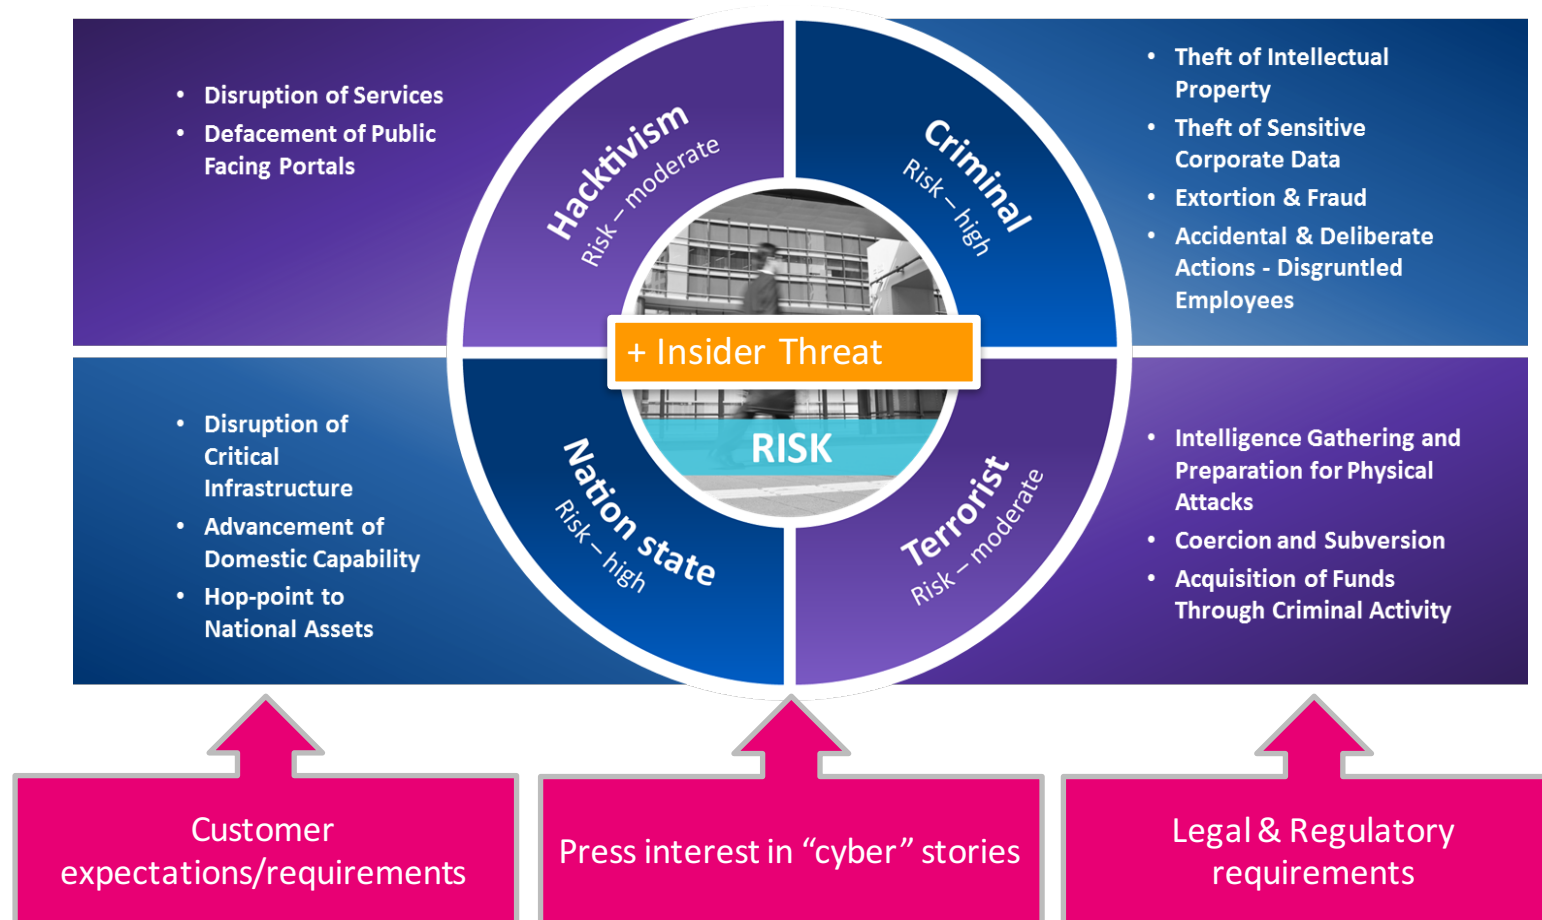 • Disruption of Services
• Defacement of Public
Facing Portals
Hacktivism
Risk – moderate
Criminal
Risk – high
• Theft of Intellectual
Property
• Theft of Sensitive
Corporate Data
• Extortion & Fraud
• Accidental & Deliberate
Actions - Disgruntled
Employees
+ Insider Threat
RISK
• Disruption of
Critical
Infrastructure
• Advancement of
Domestic Capability
• Hop-point to
National Assets
Nation state
Risk – high
Terrorist
Risk – moderate
• Intelligence Gathering and
Preparation for Physical
Attacks
• Coercion and Subversion
• Acquisition of Funds
Through Criminal Activity
Customer
expectations/requirements
Press interest in “cyber” stories
Legal & Regulatory
requirements